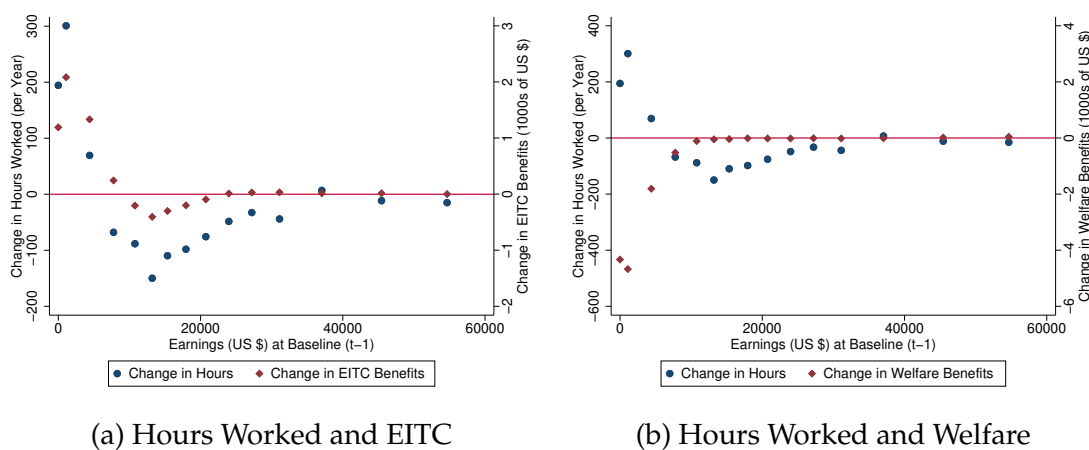 Change in Hours Worked (per Year)
300
200
100
0
−100
−200
3
2
1
0
−1
−2
Change in EITC Benefits (1000s of US $)
0
20000
40000
60000
Earnings (US $) at Baseline (t−1)
Change in Hours
Change in EITC Benefits
(a) Hours Worked and EITC
Change in Hours Worked (per Year)
400
200
0
−200
−400
−600
4
2
0
−2
−4
−6
Change in Welfare Benefits (1000s of US $)
0
20000
40000
60000
Earnings (US $) at Baseline (t−1)
Change in Hours
Change in Welfare Benefits
(b) Hours Worked and Welfare